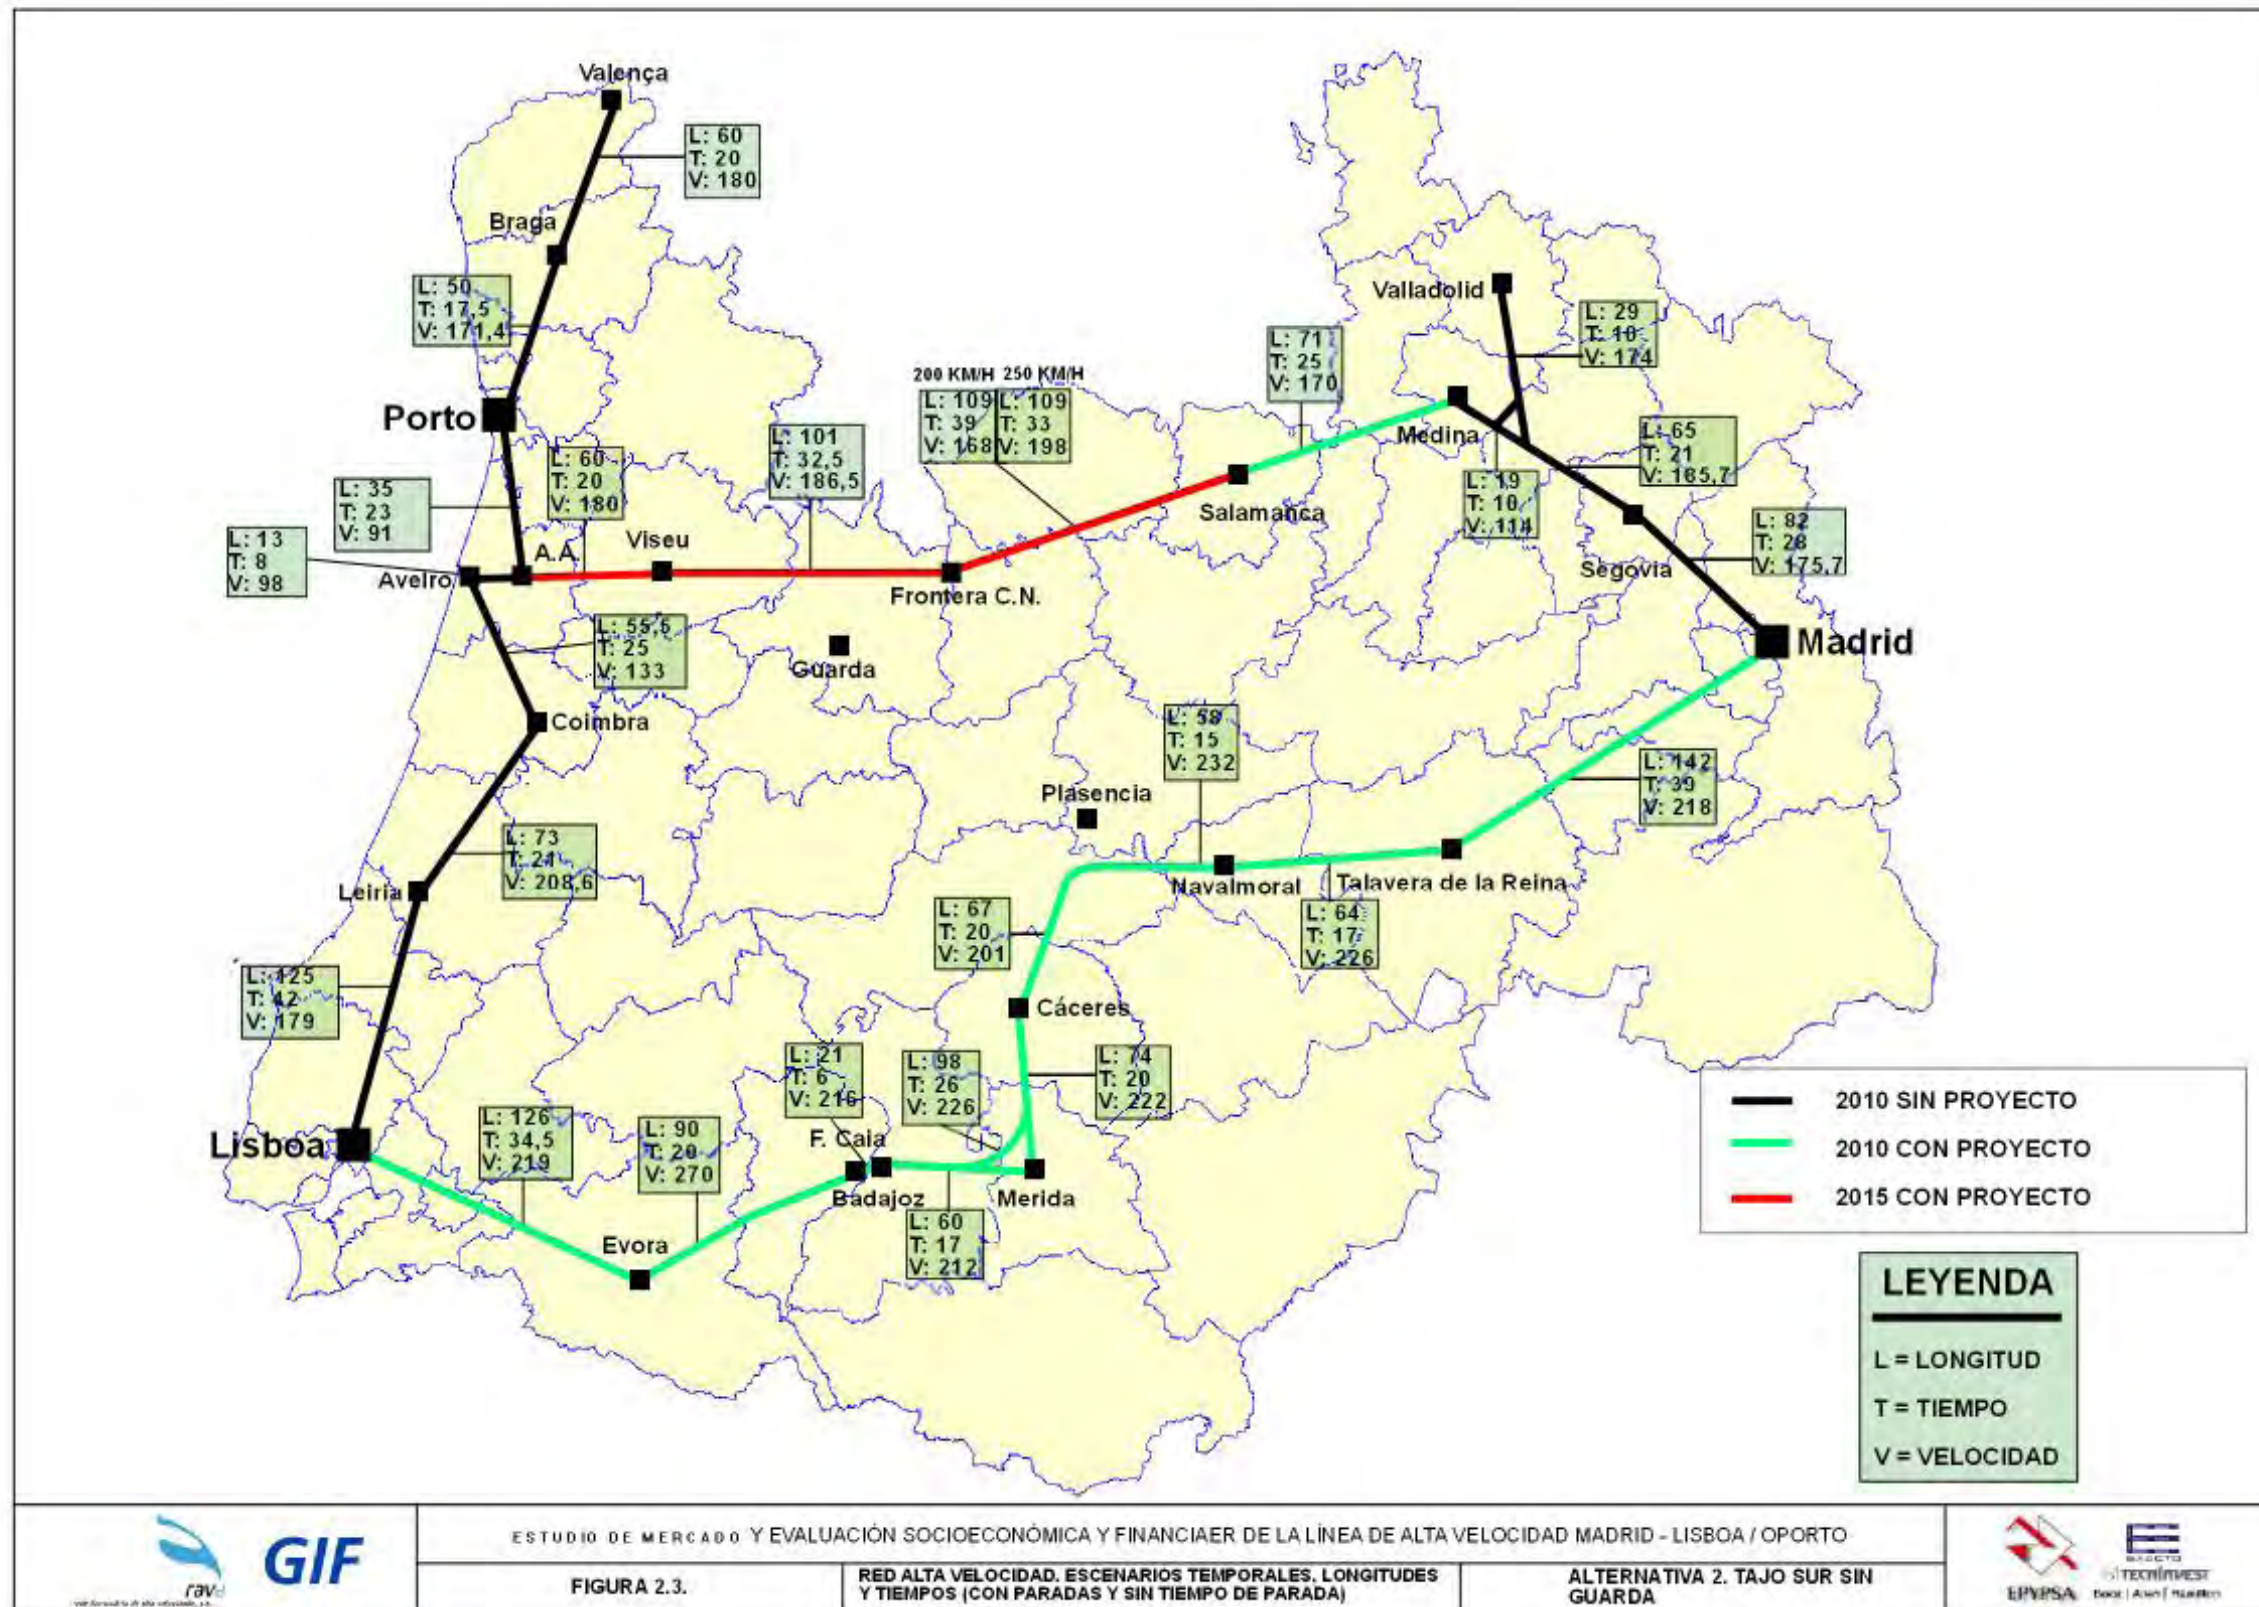 Valença
L: 60
T: 20
V: 180
Braga
L: 50
T: 17,5
V: 171,4
Porto
Valladolid
L: 29
T: 10
V: 174
L: 71
T: 25
V: 170
200 KM/H 250 KM/H
L: 109
T: 39
V: 168
L: 109
T: 33
V: 198
Medina
L: 65
T: 21
V: 185,7
L: 101
T: 32,5
V: 186,5
L: 60
T: 20
V: 180
L: 35
T: 23
V: 91
L: 19
T: 10
V: 114
Salamanca
L: 82
T: 28
V: 175,7
L: 13
T: 8
V: 98
Aveiro
A.A.
Viseu
Frontera C.N.
Segovia
L: 55,6
T: 25
V: 133
Guarda
Madrid
Coimbra
L: 58
T: 15
V: 232
Plasencia
L: 142
T: 39
V: 218
L: 73
T: 21
V: 208,6
Leiria
Navalmoral
Talavera de la Reina
L: 67
T: 20
V: 201
L: 64
T: 17
V: 226
L: 125
T: 42
V: 179
Cáceres
L: 21
T: 6
V: 216
L: 98
T: 26
V: 226
L: 74
T: 20
V: 222
Lisboa
L: 126
T: 34,5
V: 219
L: 90
T: 20
V: 270
F. Caia
Badajoz
Merida
L: 60
T: 17
V: 212
Evora
2010 SIN PROYECTO
2010 CON PROYECTO
2015 CON PROYECTO
LEYENDA
L = LONGITUD
T = TIEMPO
V = VELOCIDAD
rave
GIF
ESTUDIO DE MERCADO Y EVALUACIÓN SOCIOECONÓMICA Y FINANCIAER DE LA LÍNEA DE ALTA VELOCIDAD MADRID - LISBOA / OPORTO
FIGURA 2.3.
RED ALTA VELOCIDAD. ESCENARIOS TEMPORALES. LONGITUDES
Y TIEMPOS (CON PARADAS Y SIN TIEMPO DE PARADA)
ALTERNATIVA 2. TAJO SUR SIN
GUARDA
EPYPSA
EXACTO
TECNINVEST